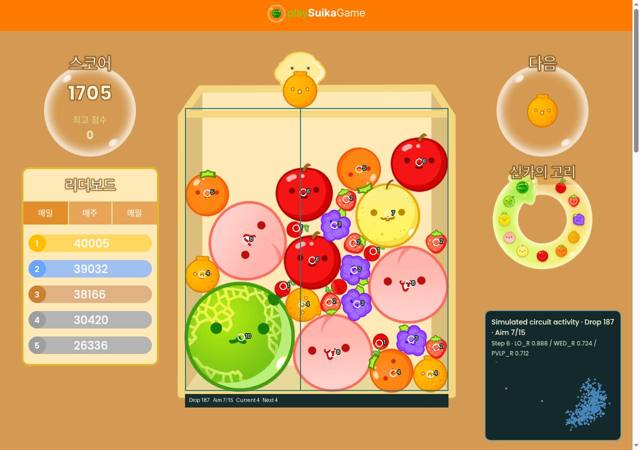 playSuikaGame
스코어
1705
최고 점수
0
다음
신카의 고리
리더보드
매일
매주
매월
1 40005
2 39032
3 38166
4 30420
5 26336
Simulated circuit activity · Drop 187
· Aim 7/15
Step 6 · LO_R 0.888 / WED_R 0.724 /
PVLP_R 0.712
Drop 187 Aim 7/15 Current 4 Next 4